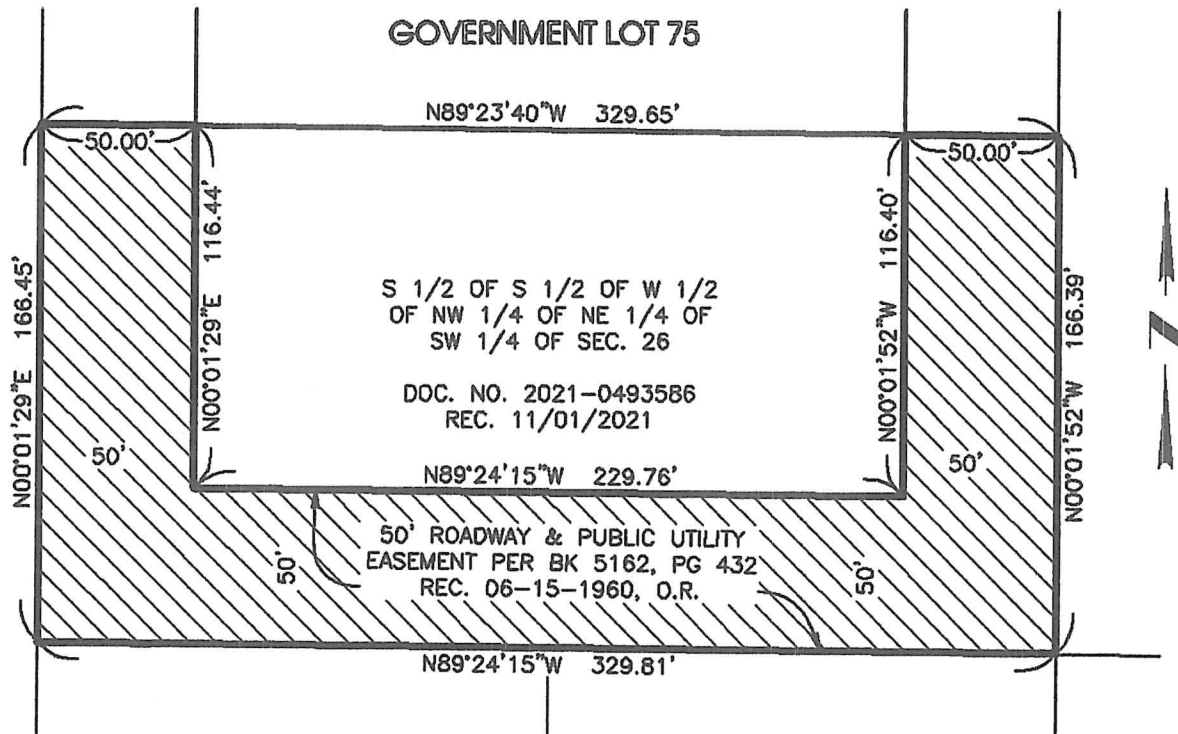 GOVERNMENT LOT 75
N89°23'40"W 329.65'
50.00'
50.00'
N00°01'29"E 166.45'
N00°01'29"E 116.44'
N00°01'52"W 116.40'
N00°01'52"W 166.39'
S 1/2 OF S 1/2 OF W 1/2
OF NW 1/4 OF NE 1/4 OF
SW 1/4 OF SEC. 26
DOC. NO. 2021-0493586
REC. 11/01/2021
50'
50'
N89°24'15"W 229.76'
50' ROADWAY & PUBLIC UTILITY
EASEMENT PER BK 5162, PG 432
REC. 06-15-1960, O.R.
50'
50'
N89°24'15"W 329.81'
N